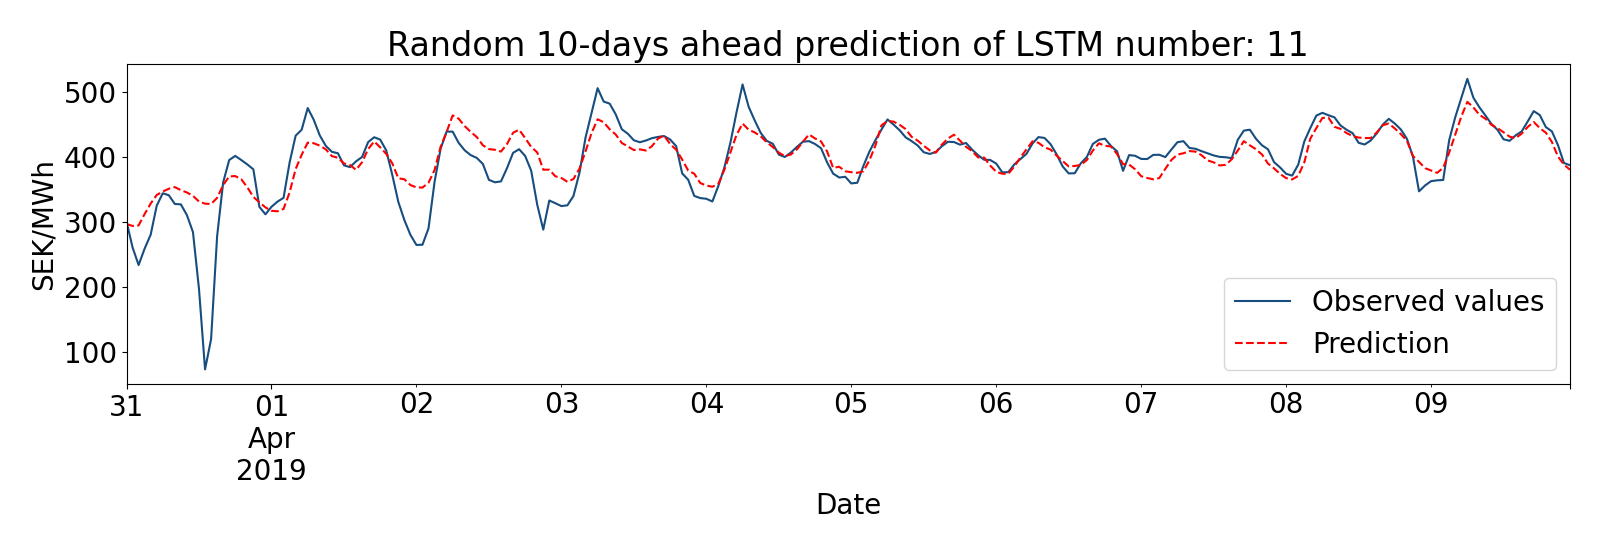 Random 10-days ahead prediction of LSTM number: 11
SEK/MWh
500
400
300
200
100
Observed values
Prediction
31 01 02 03 04 05 06 07 08 09
Apr
2019
Date